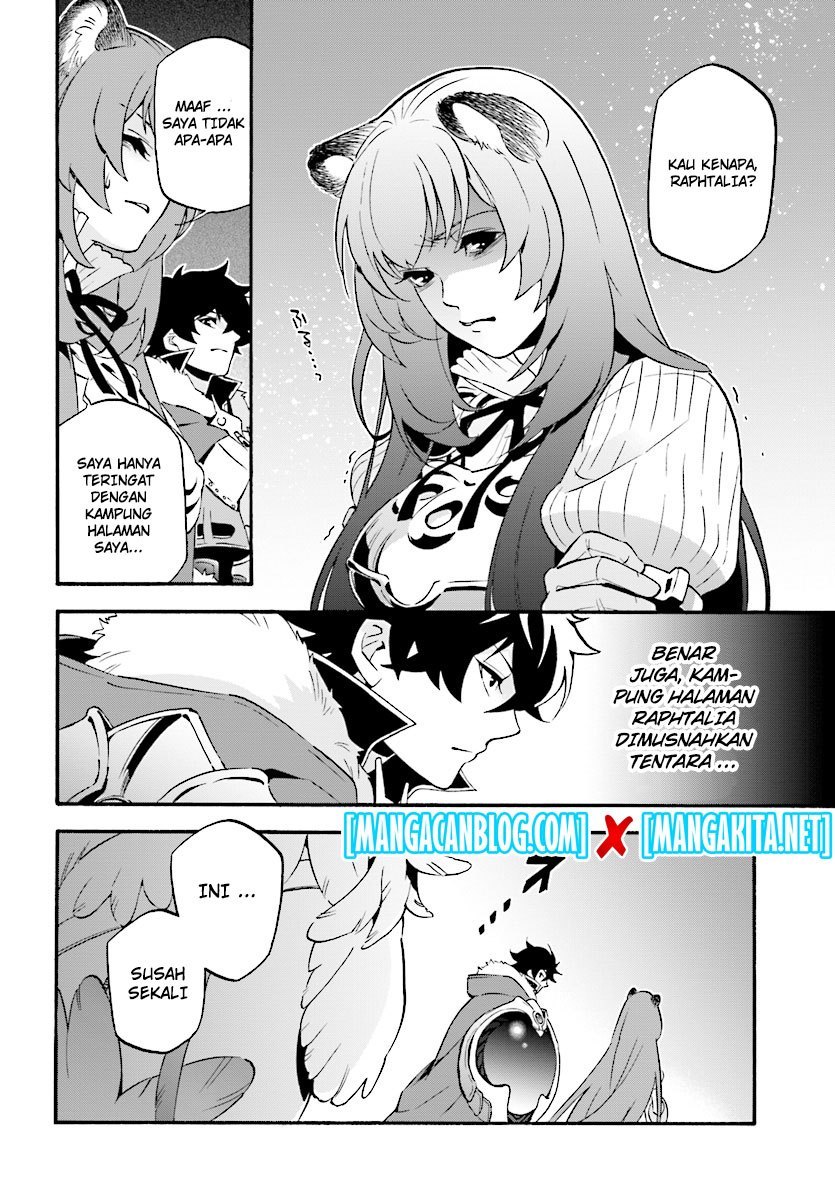 KAU KENAPA,
RAPHTALIA?
MAAF ...
SAYA TIDAK
APA-APA
SAYA HANYA
TERINGAT
DENGAN
KAMPUNG
HALAMAN
SAYA...
BENAR
JUGA, KAM-
PUNG HALAMAN
RAPHTALIA
DIMUSNAHKAN
TENTARA ...
[MANGACANBLOG.COM] X [MANGAKITA.NET]
INI ...
SUSAH
SEKALI